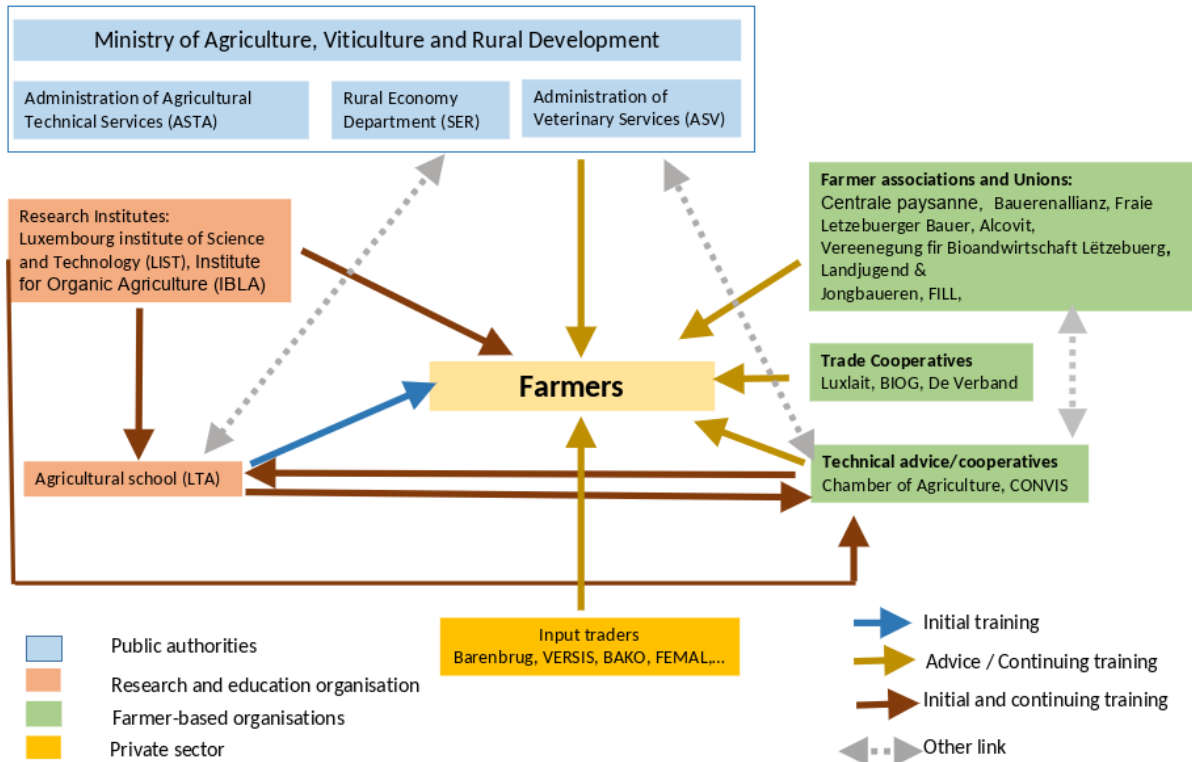 Ministry of Agriculture, Viticulture and Rural Development
Administration of Agricultural
Technical Services (ASTA)
Rural Economy
Department (SER)
Administration of
Veterinary Services (ASV)
Research Institutes:
Luxembourg institute of Science
and Technology (LIST), Institute
for Organic Agriculture (IBLA)
Farmer associations and Unions:
Centrale paysanne, Bauerenallianz, Fraie
Letzebuerger Bauer, Alcovit,
Vereenegung fir Bioandwirtschaft Lëtzebuerg,
Landjugend &
Jongbaueren, FILL,
Farmers
Trade Cooperatives
Luxlait, BIOG, De Verband
Agricultural school (LTA)
Technical advice/cooperatives
Chamber of Agriculture, CONVIS
Input traders
Barenbrug, VERSIS, BAKO, FEMAL,...
Public authorities
Research and education organisation
Farmer-based organisations
Private sector
Initial training
Advice / Continuing training
Initial and continuing training
Other link